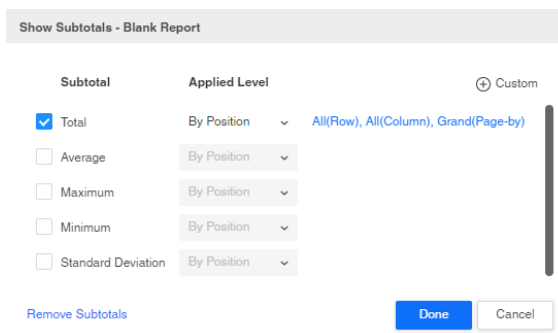 Show Subtotals - Blank Report
Subtotal Applied Level Custom
Total By Position All(Row), All(Column), Grand(Page-by)
Average By Position
Maximum By Position
Minimum By Position
Standard Deviation By Position
Remove Subtotals Done Cancel